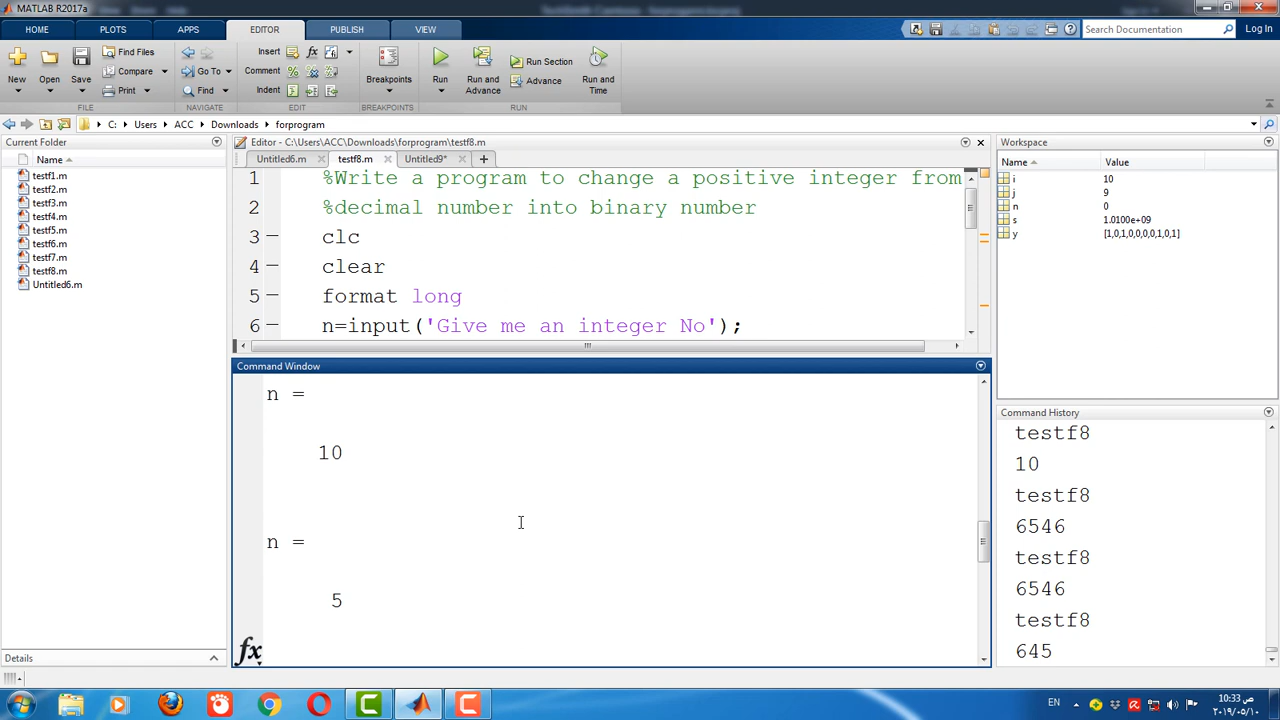 MATLAB R2017a
HOME PLOTS APPS EDITOR PUBLISH VIEW
Search Documentation Log In
New Open Save Find Files Compare Print
Go To Find
Insert Comment Indent
Breakpoints
Run Run and Advance Run Section Advance Run and Time
FILE NAVIGATE EDIT BREAKPOINTS RUN
C: Users ACC Downloads forprogram
Current Folder
Name
testf1.m
testf2.m
testf3.m
testf4.m
testf5.m
testf6.m
testf7.m
testf8.m
Untitled6.m
Details
Editor - C:\Users\ACC\Downloads\forprogram\testf8.m
Untitled6.m testf8.m Untitled9*
1 %Write a program to change a positive integer from
2 %decimal number into binary number
3 clc
4 clear
5 format long
6 n=input('Give me an integer No');
Command Window
n =
10
n =
5
fx
Workspace
Name Value
i 10
j 9
n 0
s 1.0100e+09
y [1,0,1,0,0,0,0,1,0,1]
Command History
testf8
10
testf8
6546
testf8
6546
testf8
645
EN
10:33 ص
٢٠١٩/٠٥/١٠